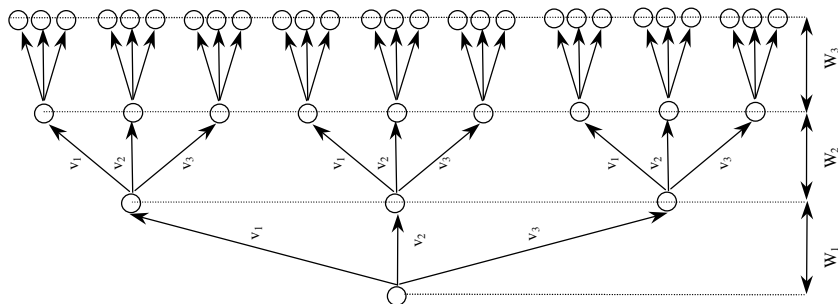 W₃
v₁ v₂ v₃ v₁ v₂ v₃ v₁ v₂ v₃ W₂
v₁ v₂ v₃ W₁